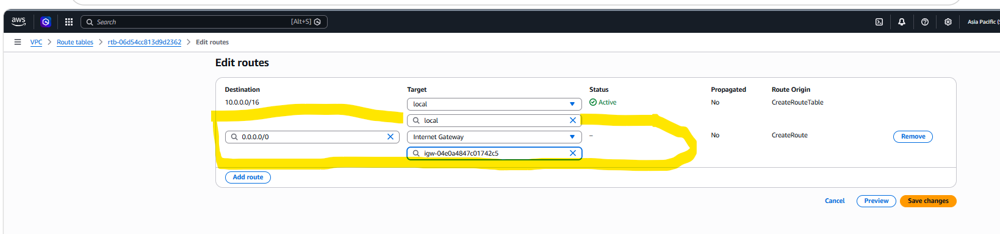 aws Search [Alt+S] Asia Pacific (
VPC > Route tables > rtb-06d54cc813d9d2362 > Edit routes
Edit routes
Destination Target Status Propagated Route Origin
10.0.0.0/16 local Active No CreateRouteTable
local
0.0.0.0/0 Internet Gateway – No CreateRoute Remove
igw-04e0a4847c01742c5
Add route
Cancel Preview Save changes